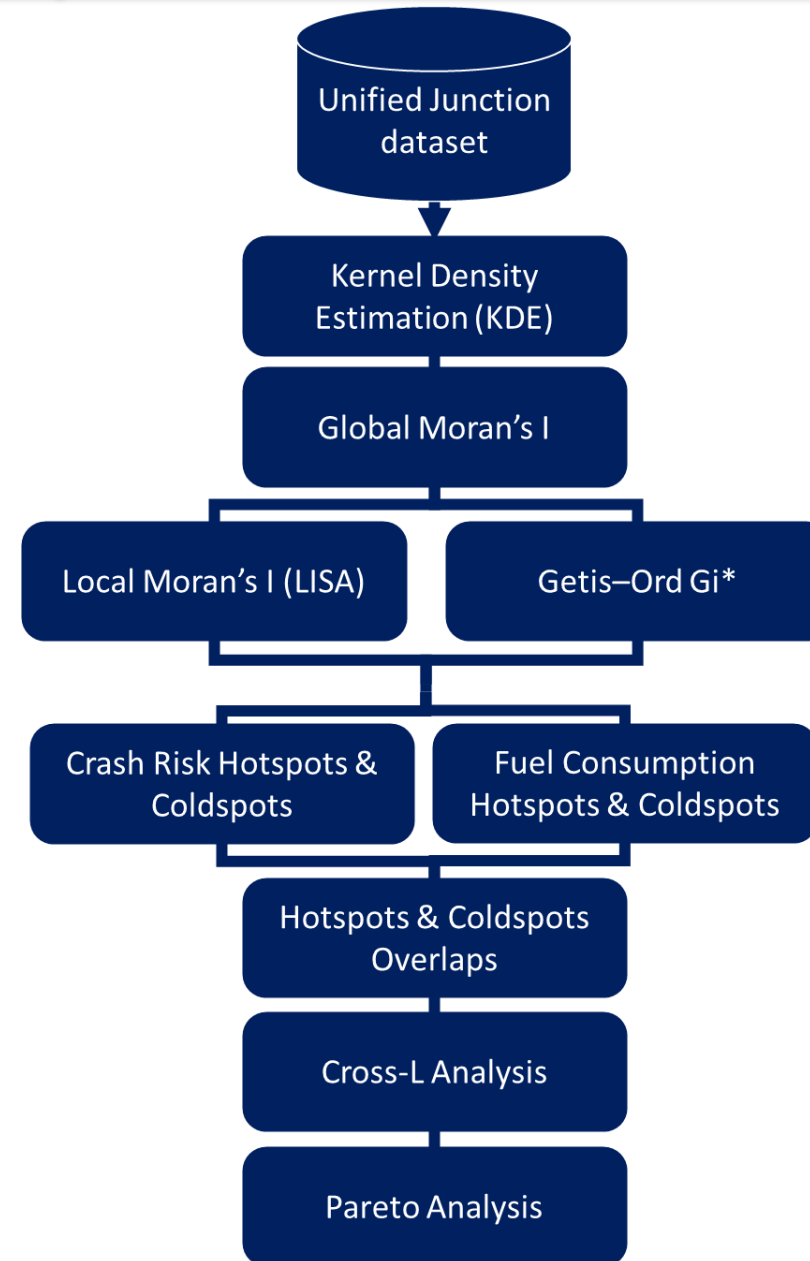 Unified Junction
dataset
Kernel Density
Estimation (KDE)
Global Moran’s I
Local Moran’s I (LISA)
Getis–Ord Gi*
Crash Risk Hotspots &
Coldspots
Fuel Consumption
Hotspots & Coldspots
Hotspots & Coldspots
Overlaps
Cross-L Analysis
Pareto Analysis